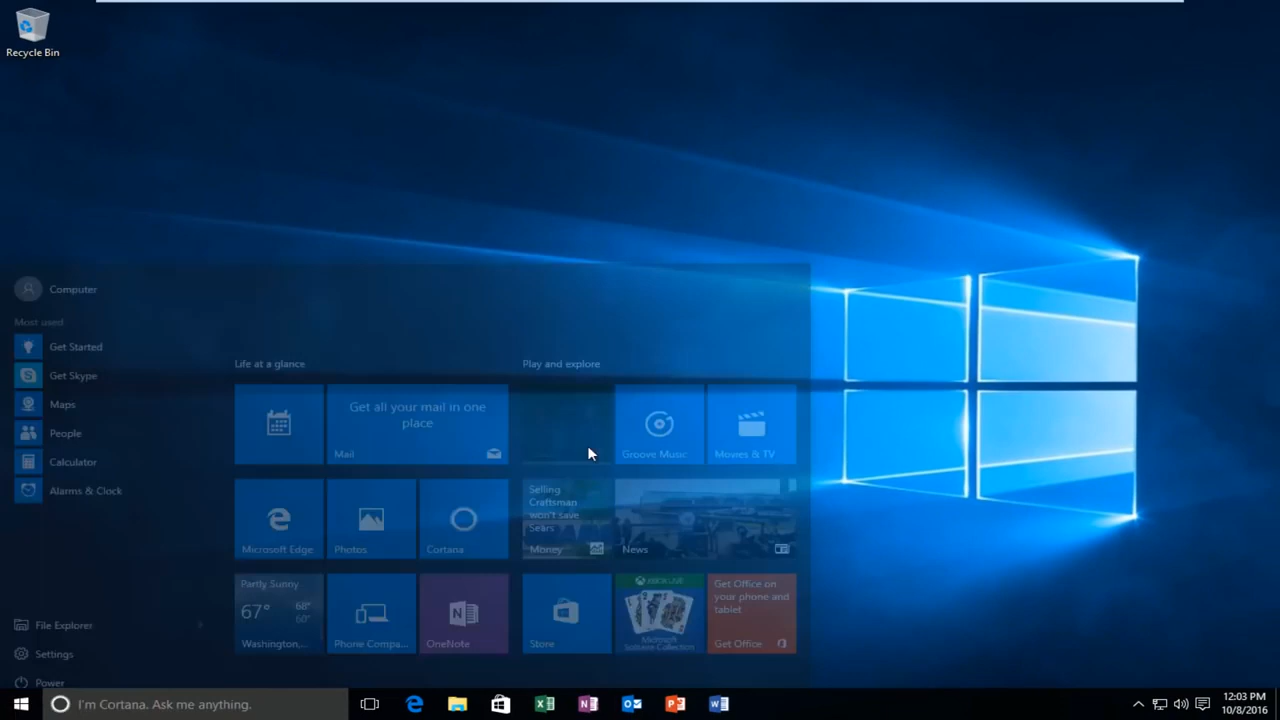 Recycle Bin
Computer
Most used
Get Started
Get Skype
Maps
People
Calculator
Alarms & Clock
File Explorer
Settings
Power
Life at a glance
Get all your mail in one
place
Mail
Microsoft Edge
Photos
Cortana
Partly Sunny
67°
68°
60°
Washington,...
Phone Compa...
OneNote
Play and explore
Groove Music
Movies & TV
Selling
Craftsman
won't save
Sears
Money
News
Store
XBOX LIVE
Microsoft
Solitaire Collection
Get Office on
your phone and
tablet
Get Office
I'm Cortana. Ask me anything.
12:03 PM
10/8/2016